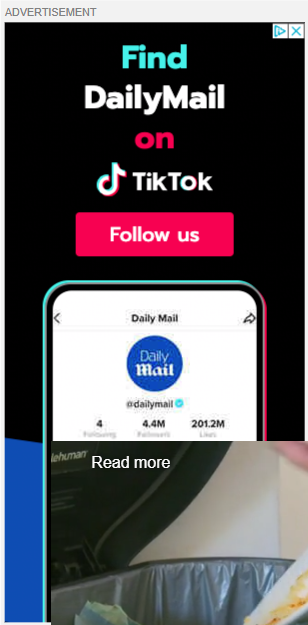 ADVERTISEMENT
Find
DailyMail
on
TikTok
Follow us
Daily Mail
Daily
Mail
@dailymail
4 4.4M 201.2M
Following Followers Likes
Read more